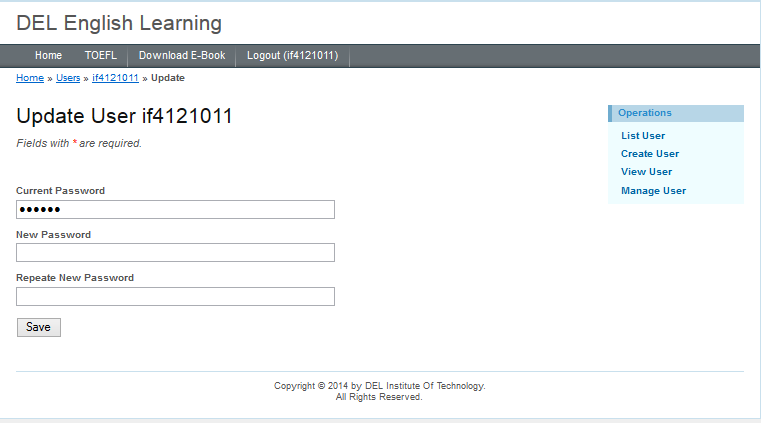 DEL English Learning
Home TOEFL Download E-Book Logout (if4121011)
Home » Users » if4121011 » Update
Update User if4121011
Fields with * are required.
Current Password
••••••
New Password
Repeate New Password
Save
Operations
List User
Create User
View User
Manage User
Copyright © 2014 by DEL Institute Of Technology.
All Rights Reserved.